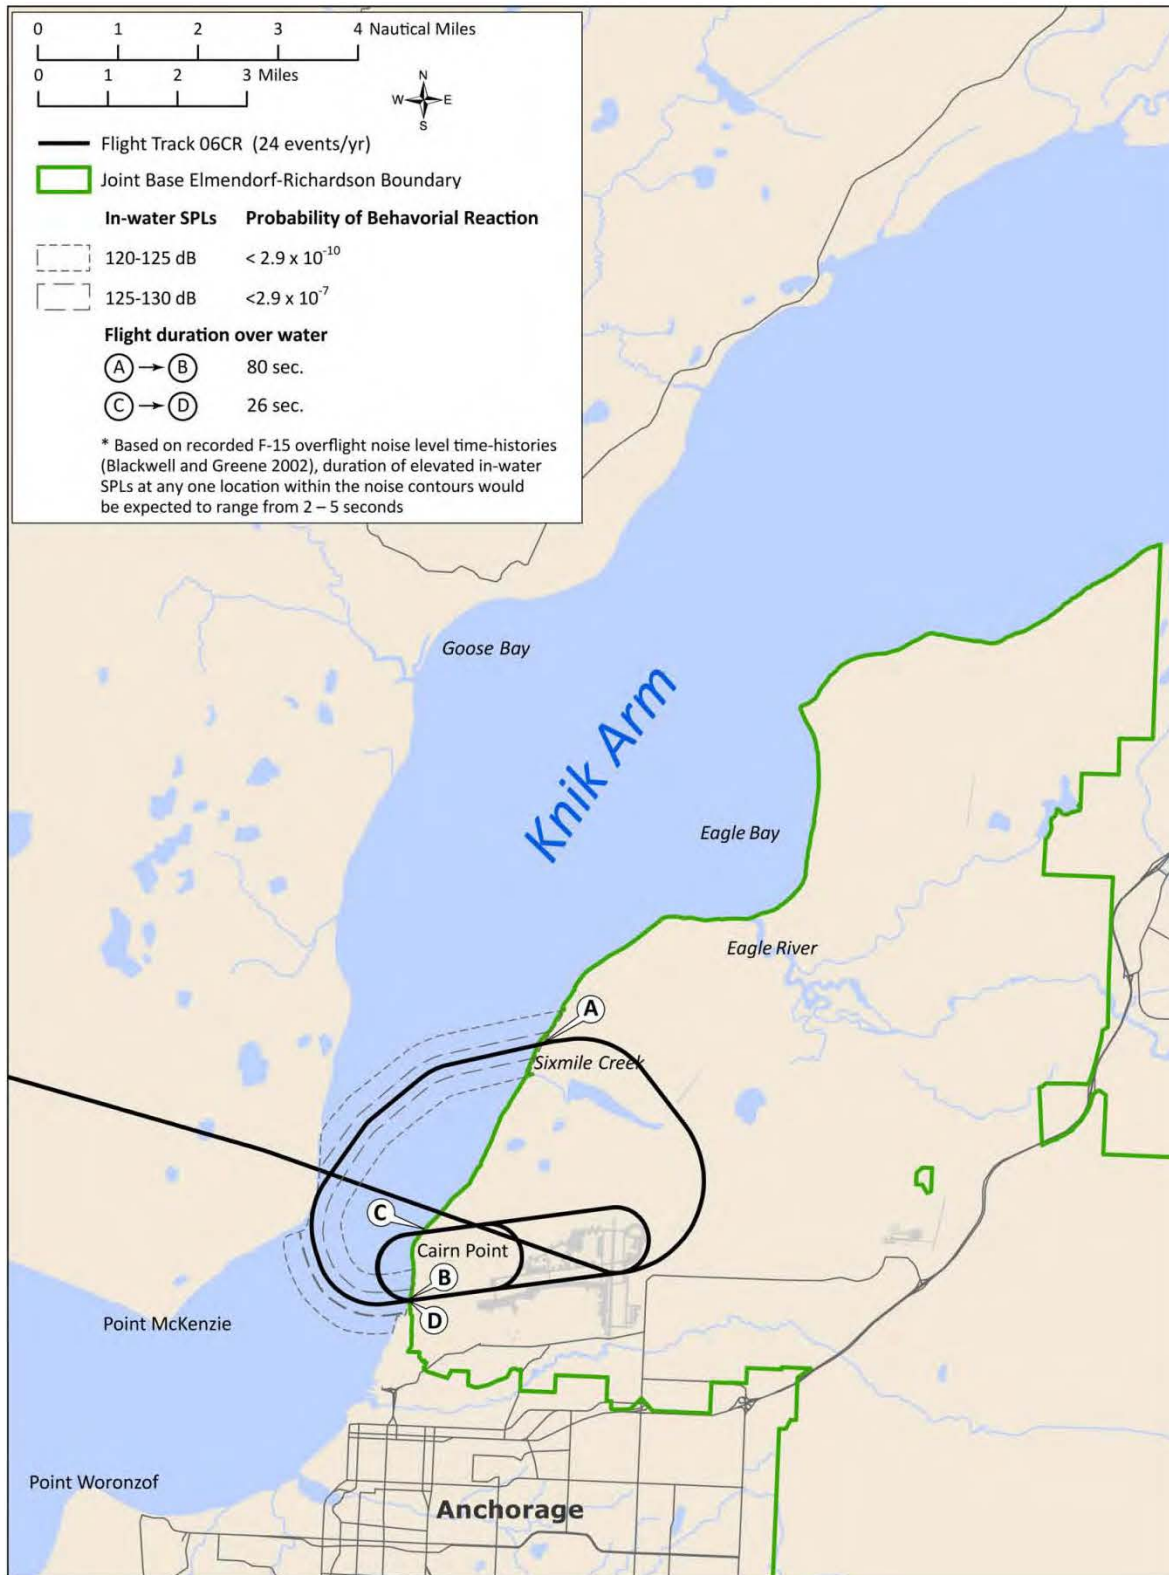 0 1 2 3 4 Nautical Miles
0 1 2 3 Miles
N
W E
S
Flight Track 06CR (24 events/yr)
Joint Base Elmendorf-Richardson Boundary
In-water SPLs Probability of Behavorial Reaction
120-125 dB < 2.9 x 10⁻¹⁰
125-130 dB <2.9 x 10⁻⁷
Flight duration over water
A → B 80 sec.
C → D 26 sec.
* Based on recorded F-15 overflight noise level time-histories
(Blackwell and Greene 2002), duration of elevated in-water
SPLs at any one location within the noise contours would
be expected to range from 2 – 5 seconds
Goose Bay
Knik Arm
Eagle Bay
Eagle River
A
Sixmile Creek
C
Cairn Point
B
D
Point McKenzie
Point Woronzof
Anchorage